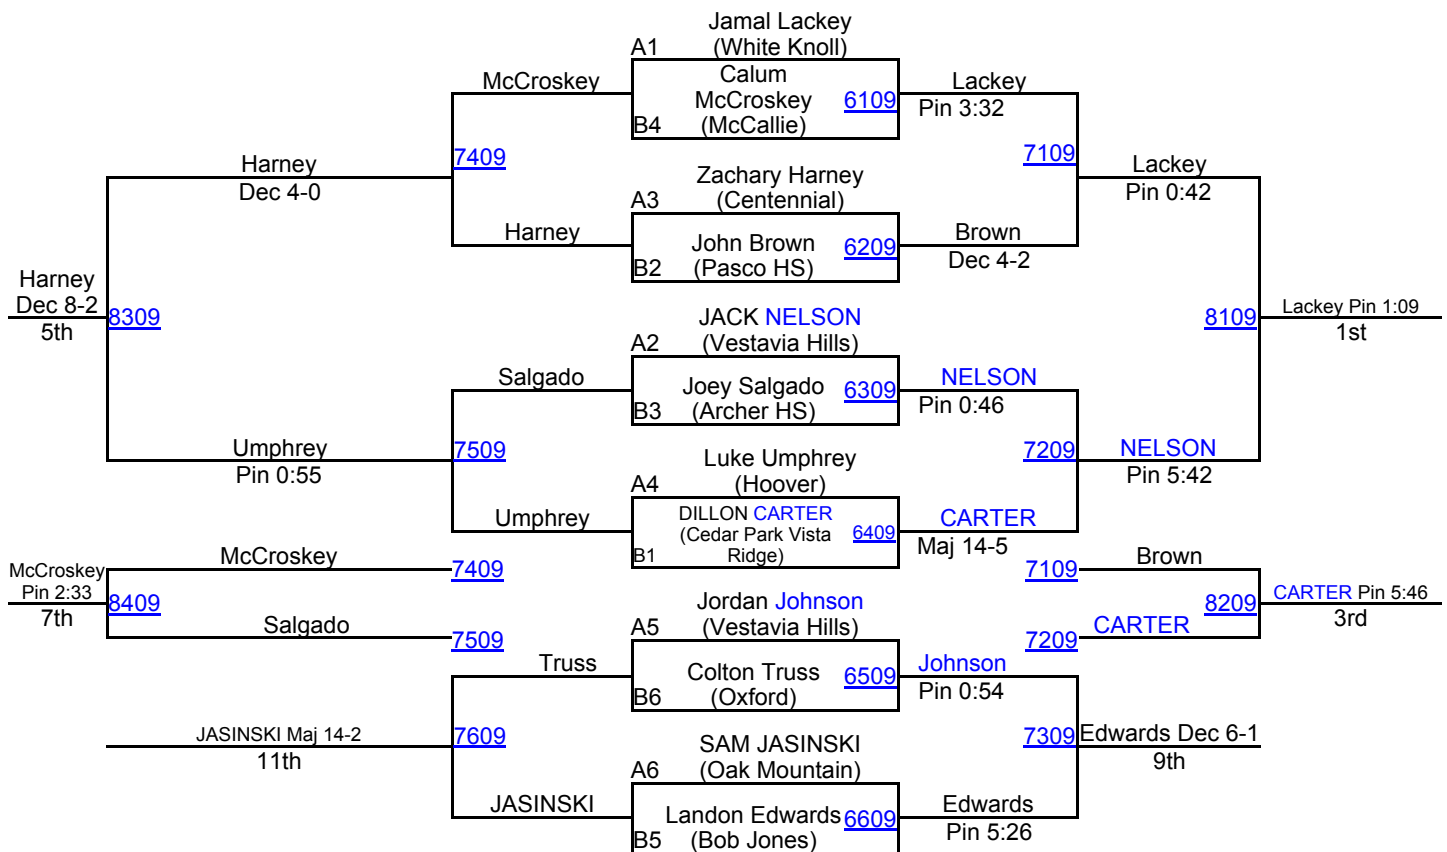 Jamal Lackey
A1 (White Knoll)
McCroskey Calum Lackey
McCroskey 6109 Pin 3:32
B4 (McCallie)
7409 7109
Harney Lackey
Dec 4-0 Pin 0:42
Zachary Harney
A3 (Centennial)
Harney John Brown 6209 Brown
B2 (Pasco HS) Dec 4-2
Harney
Dec 8-2 8309
5th
JACK NELSON 8109 Lackey Pin 1:09
A2 (Vestavia Hills) 1st
Salgado Joey Salgado 6309 NELSON
B3 (Archer HS) Pin 0:46
Umphrey 7509 7209 NELSON
Pin 0:55 Pin 5:42
Luke Umphrey
A4 (Hoover)
Umphrey DILLON CARTER CARTER
(Cedar Park Vista 6409 Maj 14-5
B1 Ridge)
McCroskey McCroskey 7409 7109 Brown
Pin 2:33 8409 8209 CARTER Pin 5:46
7th 3rd
Salgado 7509 7209 CARTER
Jordan Johnson
A5 (Vestavia Hills)
Truss Colton Truss 6509 Johnson
B6 (Oxford) Pin 0:54
JASINSKI Maj 14-2 7609 7309 Edwards Dec 6-1
11th 9th
SAM JASINSKI
A6 (Oak Mountain)
JASINSKI Landon Edwards 6609 Edwards
B5 (Bob Jones) Pin 5:26